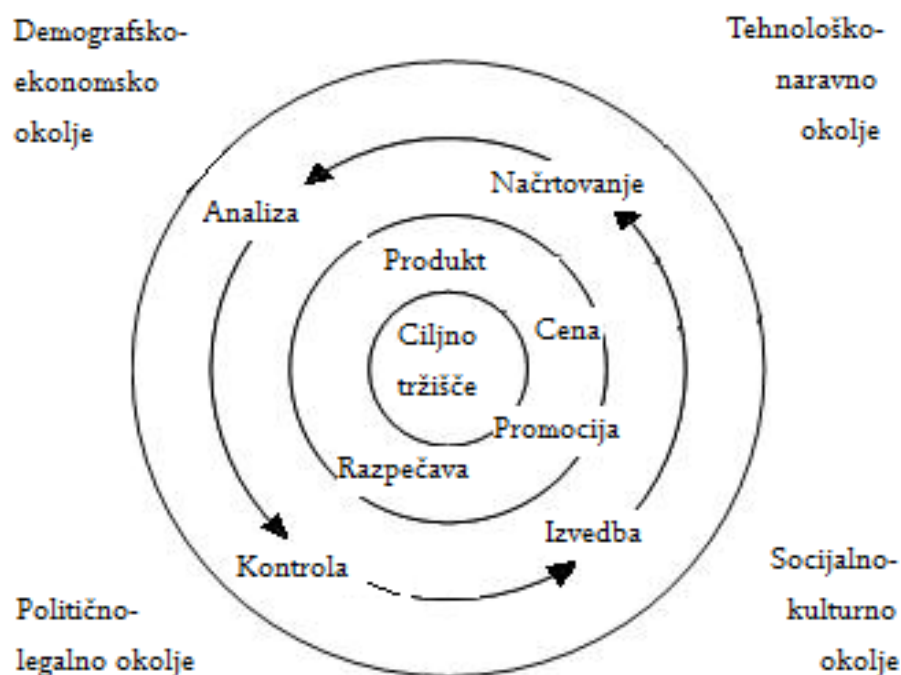 Demografsko-
ekonomsko
okolje
Tehnološko-
naravno
okolje
Načrtovanje
Analiza
Produkt
Cena
Ciljno
tržišče
Promocija
Razpečava
Izvedba
Kontrola
Politično-
legalno okolje
Socijalno-
kulturno
okolje